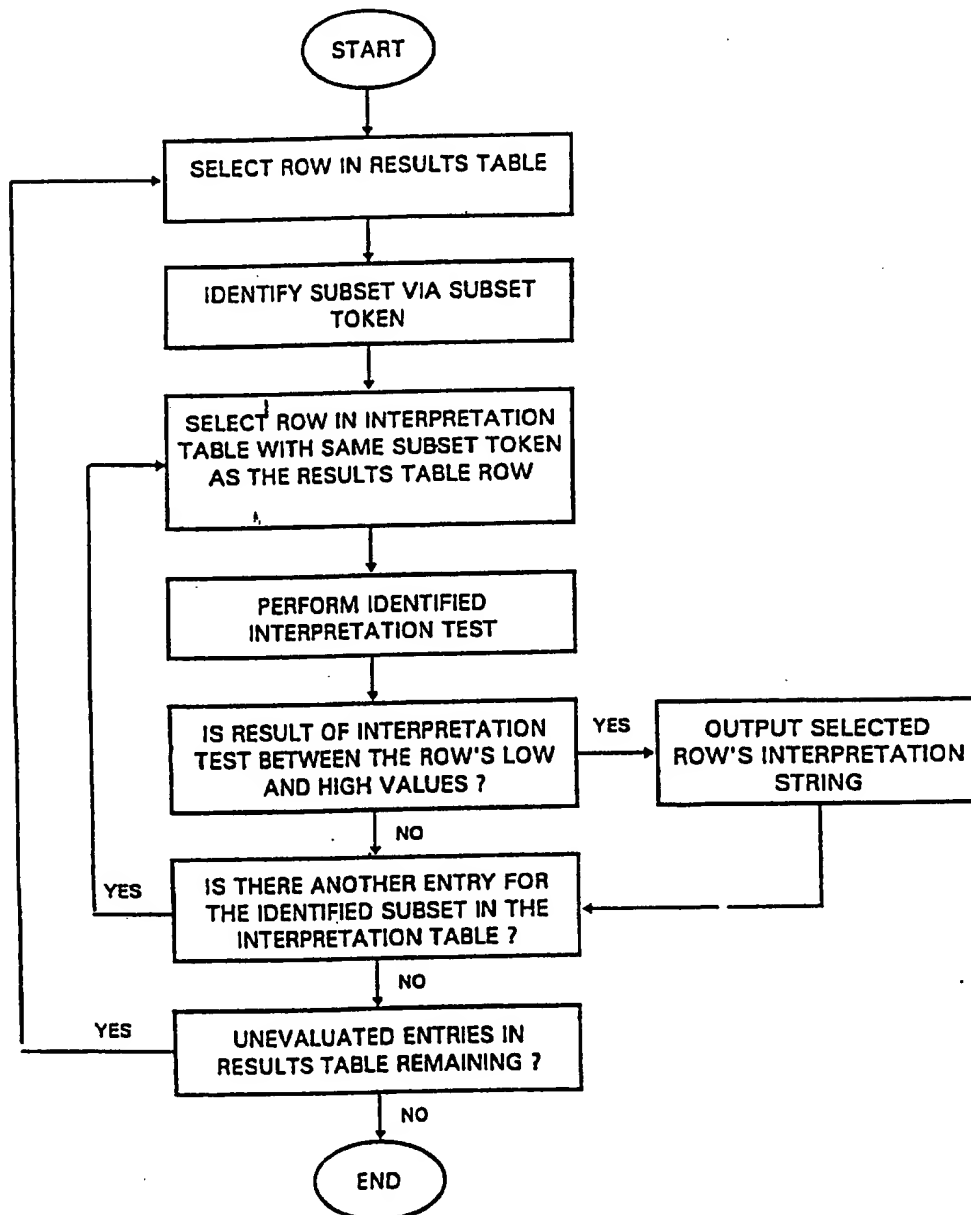 START
SELECT ROW IN RESULTS TABLE
IDENTIFY SUBSET VIA SUBSET
TOKEN
SELECT ROW IN INTERPRETATION
TABLE WITH SAME SUBSET TOKEN
AS THE RESULTS TABLE ROW
PERFORM IDENTIFIED
INTERPRETATION TEST
IS RESULT OF INTERPRETATION
TEST BETWEEN THE ROW'S LOW
AND HIGH VALUES ?
YES
OUTPUT SELECTED
ROW'S INTERPRETATION
STRING
NO
YES
IS THERE ANOTHER ENTRY FOR
THE IDENTIFIED SUBSET IN THE
INTERPRETATION TABLE ?
NO
YES
UNEVALUATED ENTRIES IN
RESULTS TABLE REMAINING ?
NO
END